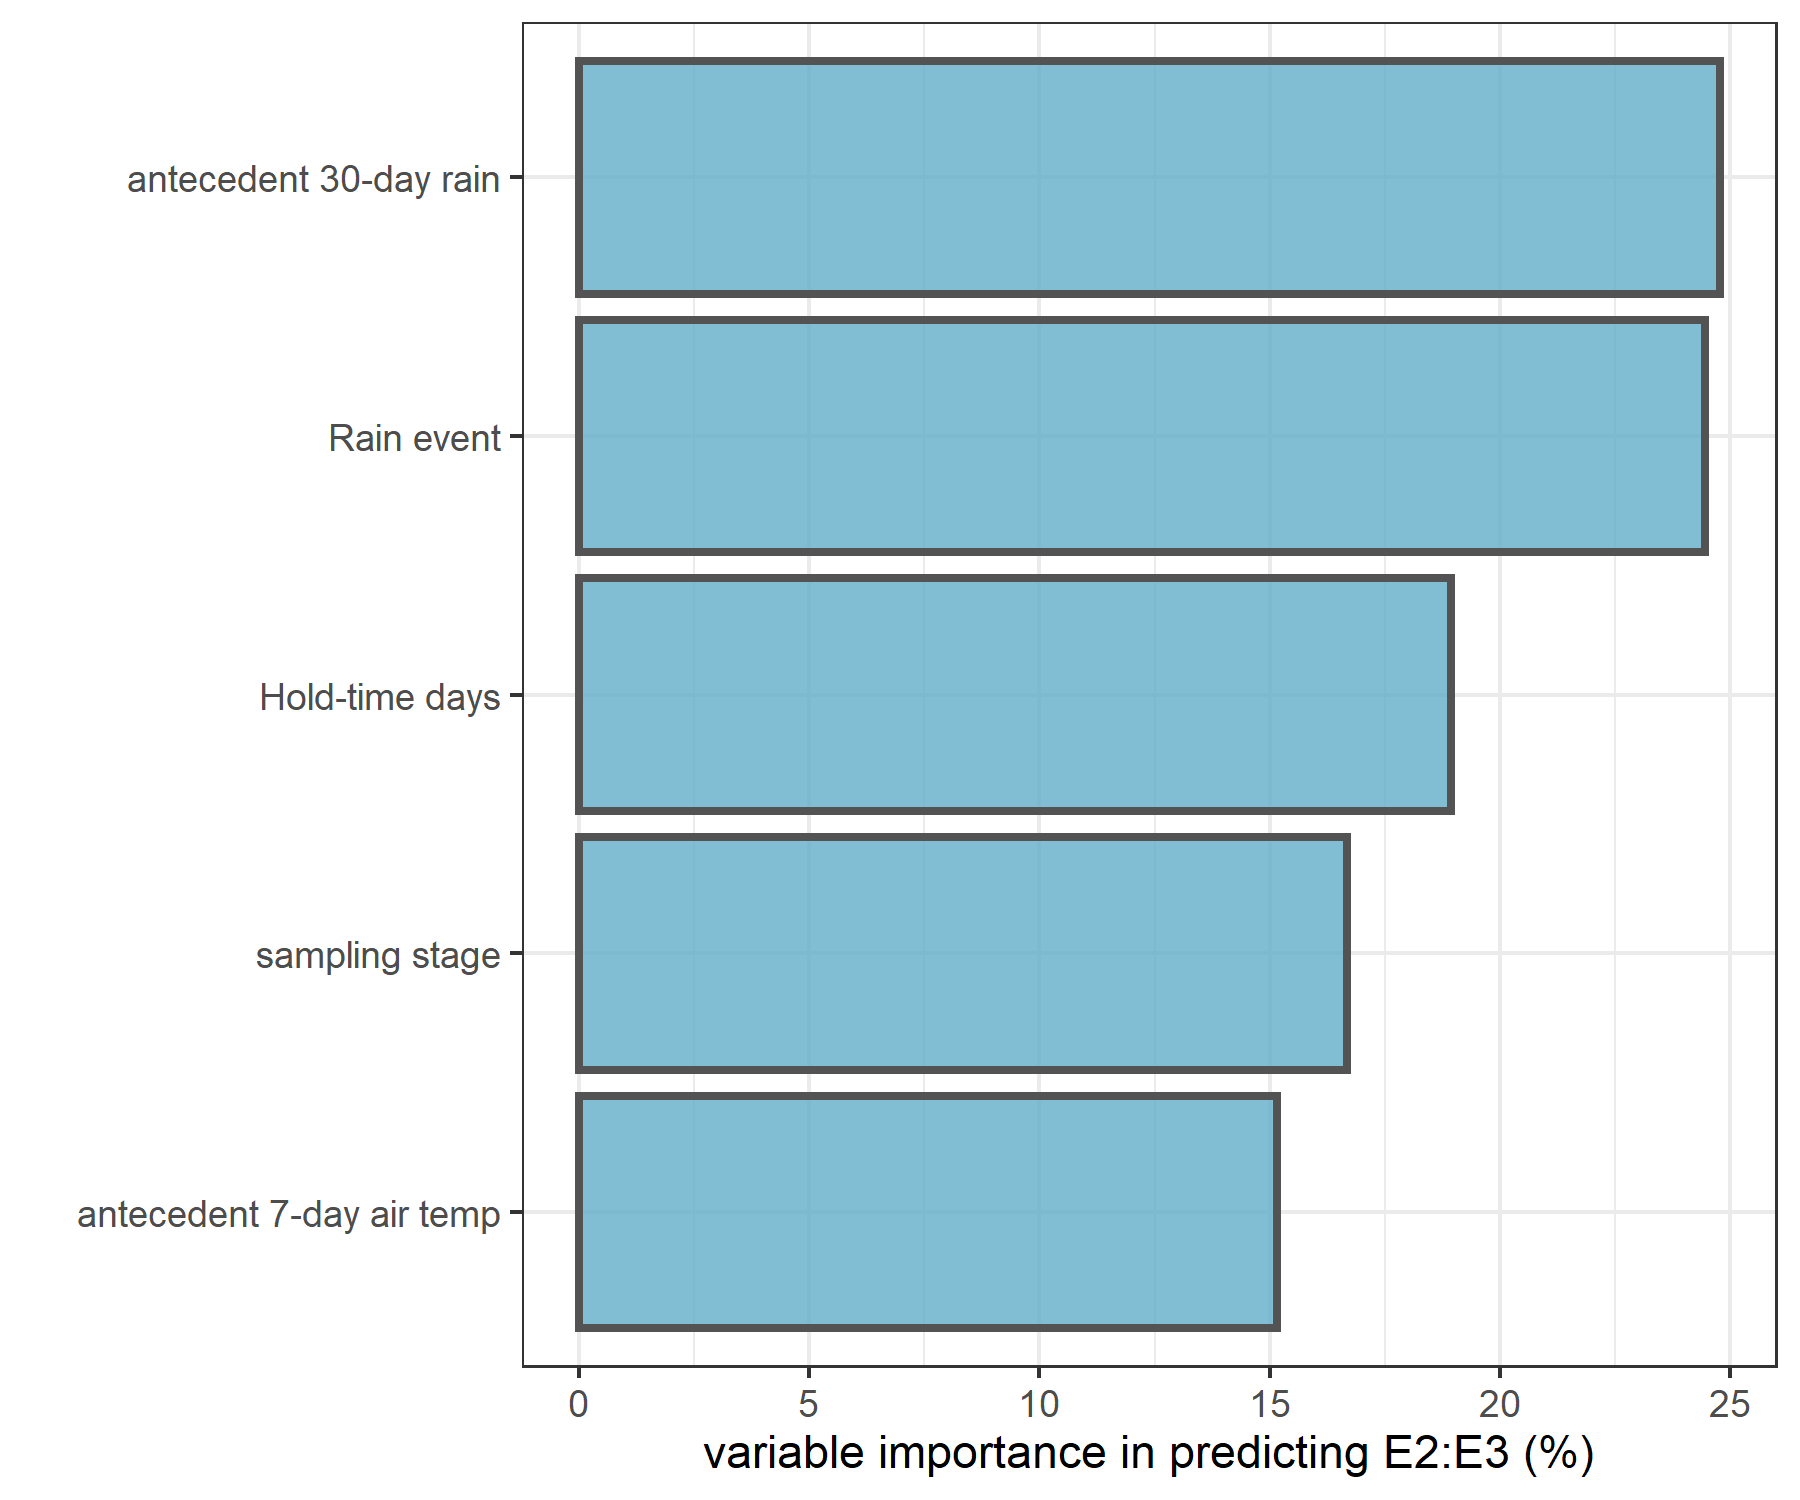 antecedent 30-day rain
Rain event
Hold-time days
sampling stage
antecedent 7-day air temp
0 5 10 15 20 25
variable importance in predicting E2:E3 (%)